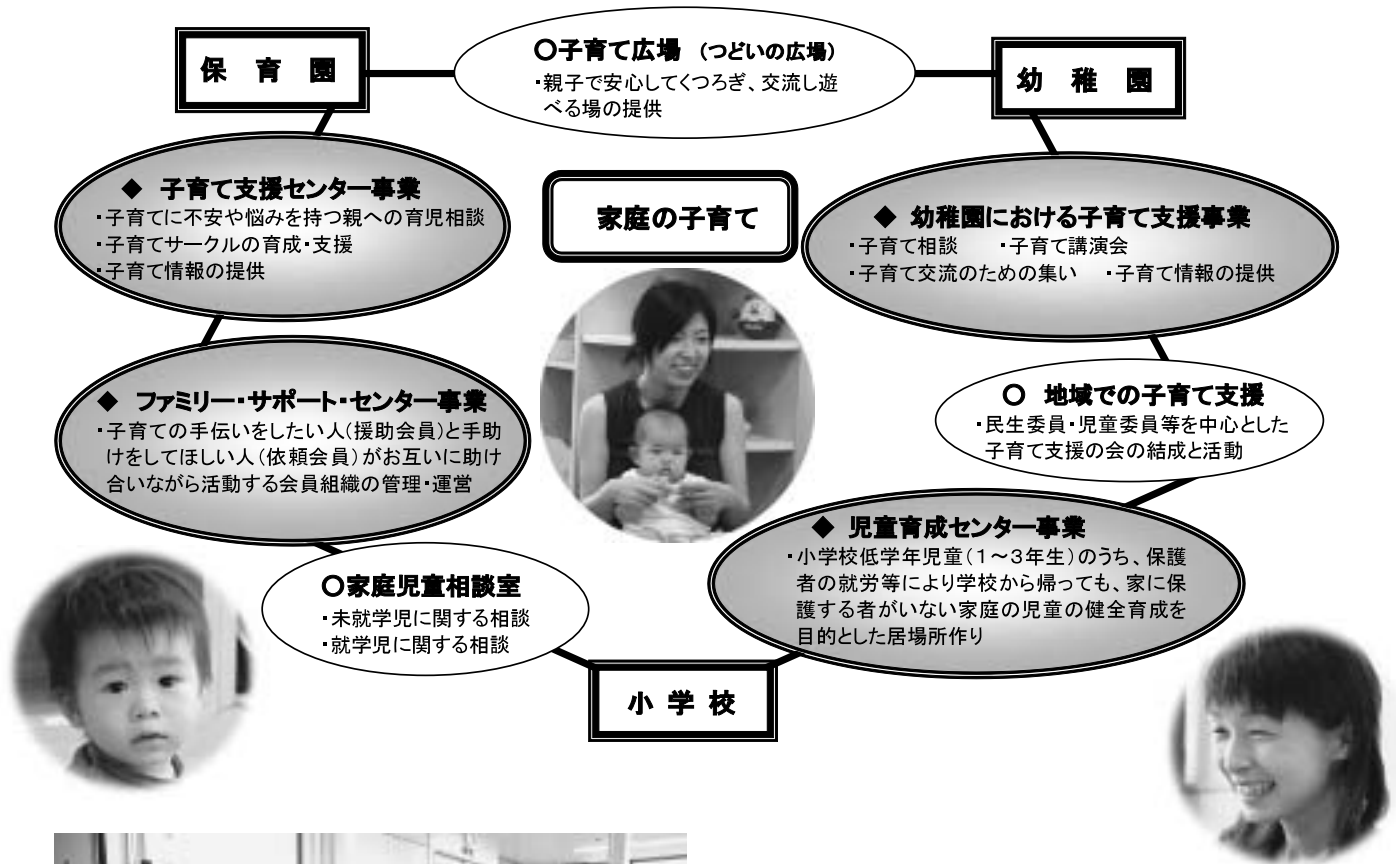 保育園
○子育て広場 (つどいの広場)
・親子で安心してくつろぎ、交流し遊
べる場の提供
幼稚園
◆ 子育て支援センター事業
・子育てに不安や悩みを持つ親への育児相談
・子育てサークルの育成・支援
・子育て情報の提供
家庭の子育て
◆ 幼稚園における子育て支援事業
・子育て相談 ・子育て講演会
・子育て交流のための集い ・子育て情報の提供
◆ ファミリー・サポート・センター事業
・子育ての手伝いをしたい人(援助会員)と手助
けをしてほしい人(依頼会員)がお互いに助け
合いながら活動する会員組織の管理・運営
○ 地域での子育て支援
・民生委員・児童委員等を中心とした
子育て支援の会の結成と活動
◆ 児童育成センター事業
・小学校低学年児童(1～3年生)のうち、保護
者の就労等により学校から帰っても、家に保
護する者がいない家庭の児童の健全育成を
目的とした居場所作り
○家庭児童相談室
・未就学児に関する相談
・就学児に関する相談
小学校